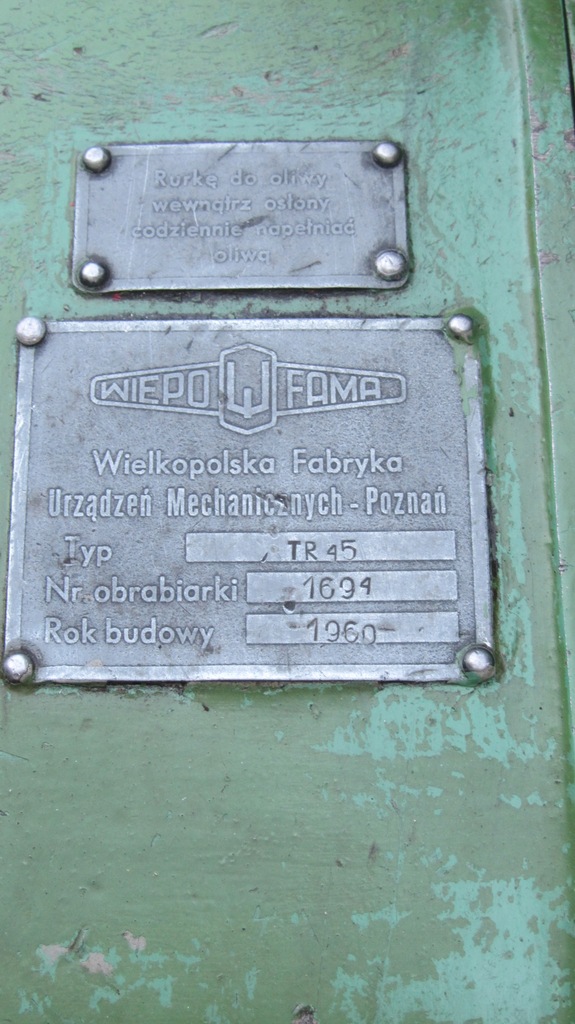 Rurkę do oliwy
wewnątrz osłony
codziennie napełniać
oliwą
WIEPO W FAMA
Wielkopolska Fabryka
Urządzeń Mechanicznych - Poznań
Typ TR 45
Nr. obrabiarki 1694
Rok budowy 1960